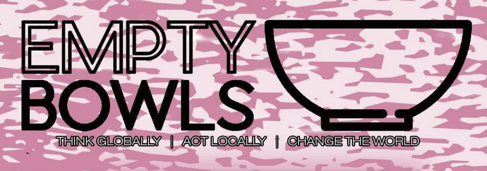 EMPTY
BOWLS
THINK GLOBALLY | ACT LOCALLY | CHANGE THE WORLD